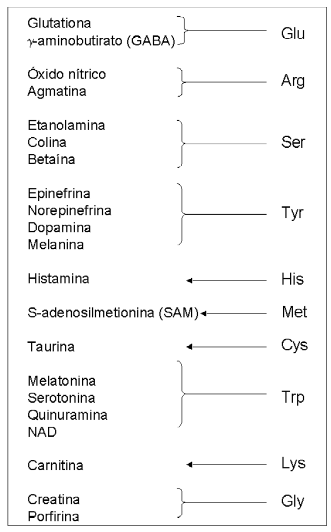 Glutationa
γ-aminobutirato (GABA)
Glu
Óxido nítrico
Agmatina
Arg
Etanolamina
Colina
Betaína
Ser
Epinefrina
Norepinefrina
Dopamina
Melanina
Tyr
Histamina
His
S-adenosilmetionina (SAM)
Met
Taurina
Cys
Melatonina
Serotonina
Quinuramina
NAD
Trp
Carnitina
Lys
Creatina
Porfirina
Gly